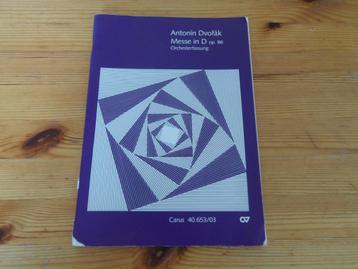 Antonín Dvořák
Messe in D op. 86
Orchesterfassung
Carus 40.653/03